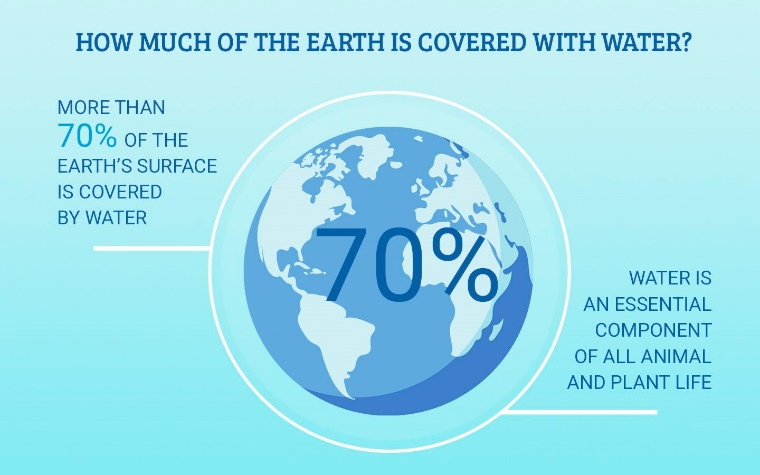 HOW MUCH OF THE EARTH IS COVERED WITH WATER?
MORE THAN
70% OF THE
EARTH'S SURFACE
IS COVERED
BY WATER
70%
WATER IS
AN ESSENTIAL
COMPONENT
OF ALL ANIMAL
AND PLANT LIFE